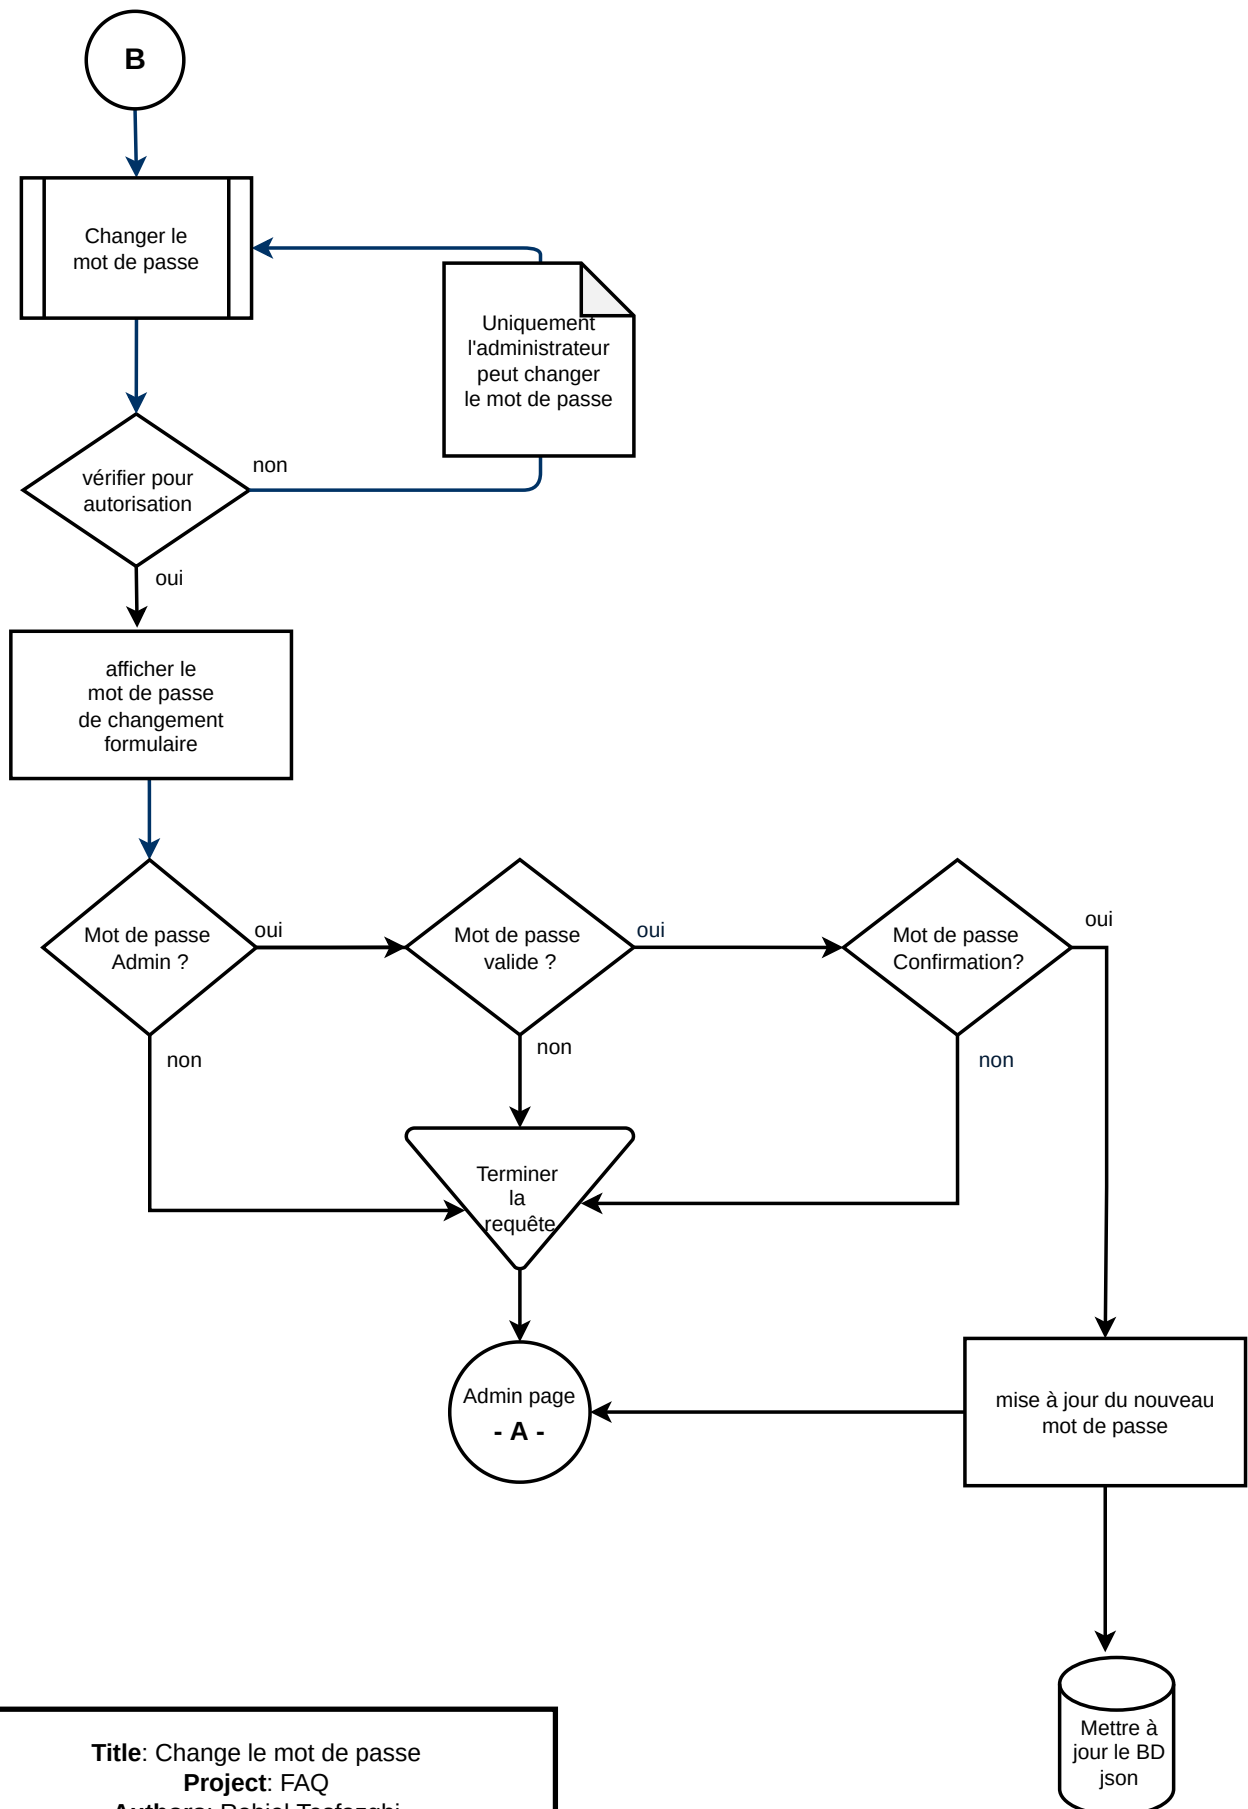 B
Changer le
mot de passe
Uniquement
l'administrateur
peut changer
le mot de passe
vérifier pour
autorisation
non
oui
afficher le
mot de passe
de changement
formulaire
Mot de passe
Admin ?
oui
non
Mot de passe
valide ?
oui
non
Mot de passe
Confirmation?
oui
non
Terminer
la
requête
Admin page
- A -
mise à jour du nouveau
mot de passe
Mettre à
jour le BD
json
Title: Change le mot de passe
Project: FAQ